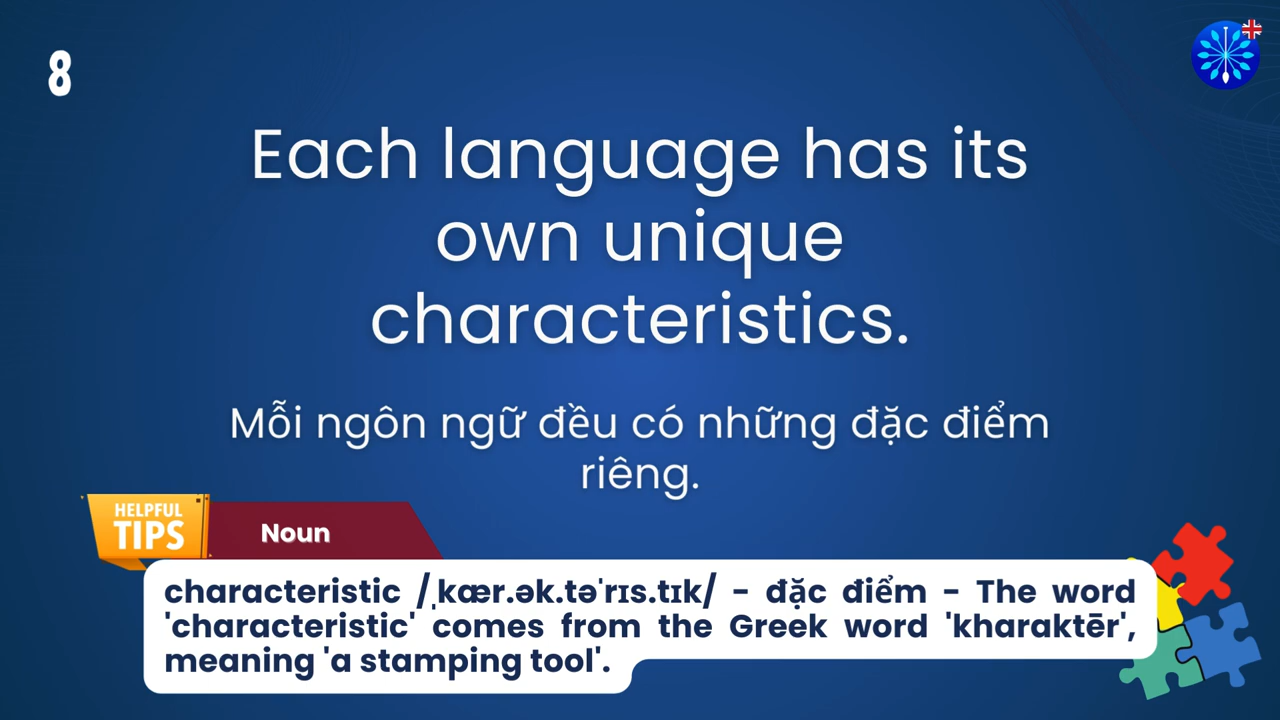 8
Each language has its
own unique
characteristics.
Mỗi ngôn ngữ đều có những đặc điểm
riêng.
HELPFUL
TIPS
Noun
characteristic /ˌkær.ək.təˈrɪs.tɪk/ - đặc điểm - The word
'characteristic' comes from the Greek word 'kharaktēr',
meaning 'a stamping tool'.